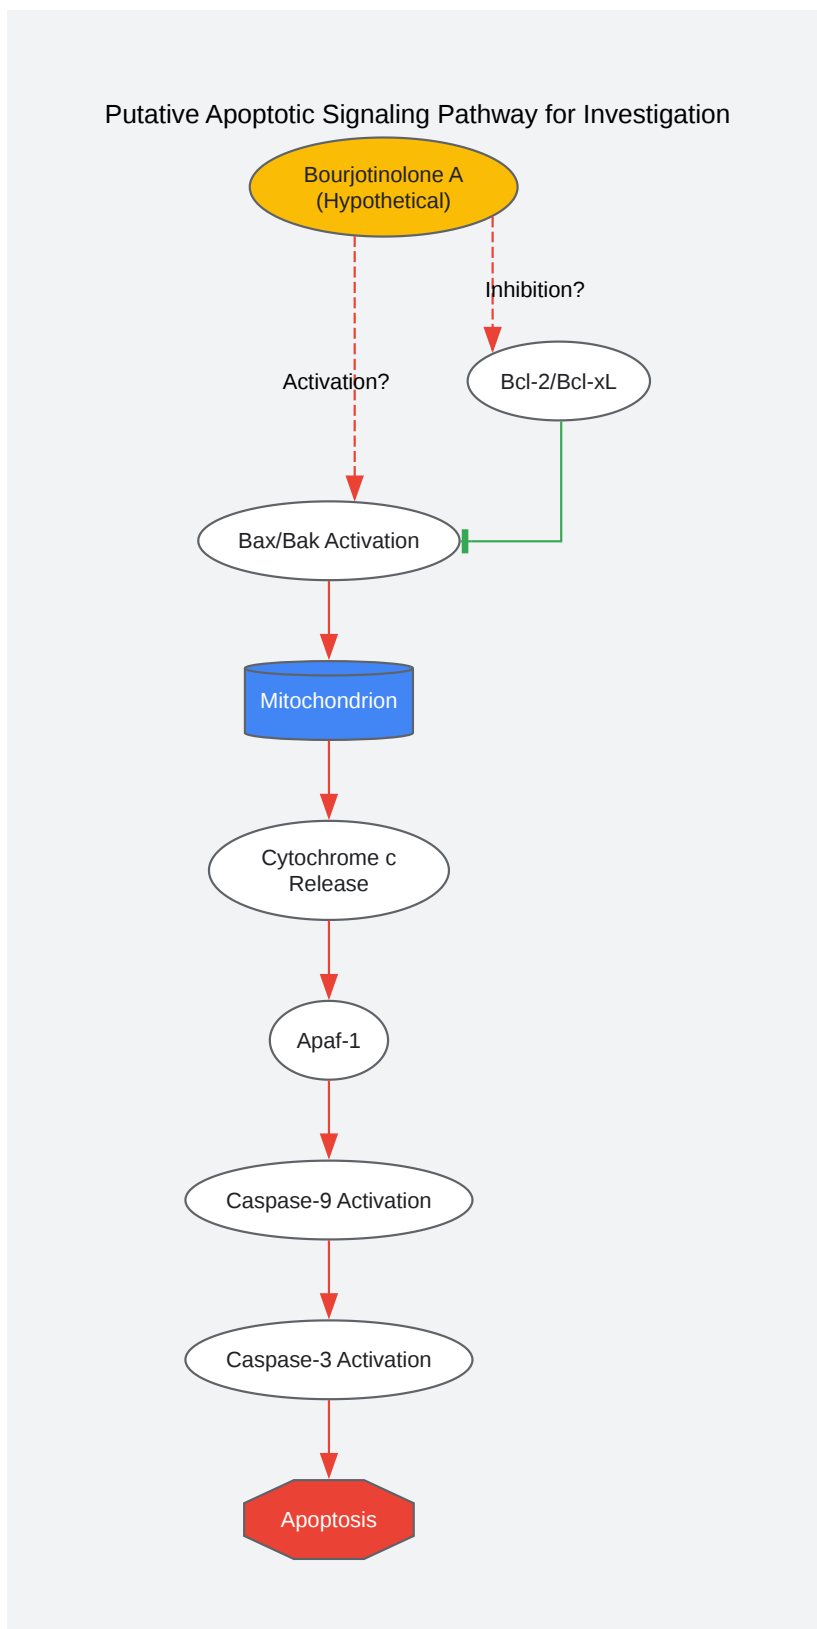 Putative Apoptotic Signaling Pathway for Investigation
Bourjotinolone A
(Hypothetical)
Inhibition?
Activation?
Bcl-2/Bcl-xL
Bax/Bak Activation
Mitochondrion
Cytochrome c
Release
Apaf-1
Caspase-9 Activation
Caspase-3 Activation
Apoptosis